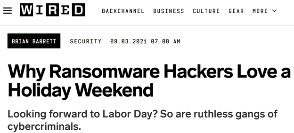 WIRED BACKCHANNEL BUSINESS CULTURE GEAR MORE
BRIAN BARRETT SECURITY 09.03.2021 07:00 AM
Why Ransomware Hackers Love a
Holiday Weekend
Looking forward to Labor Day? So are ruthless gangs of
cybercriminals.